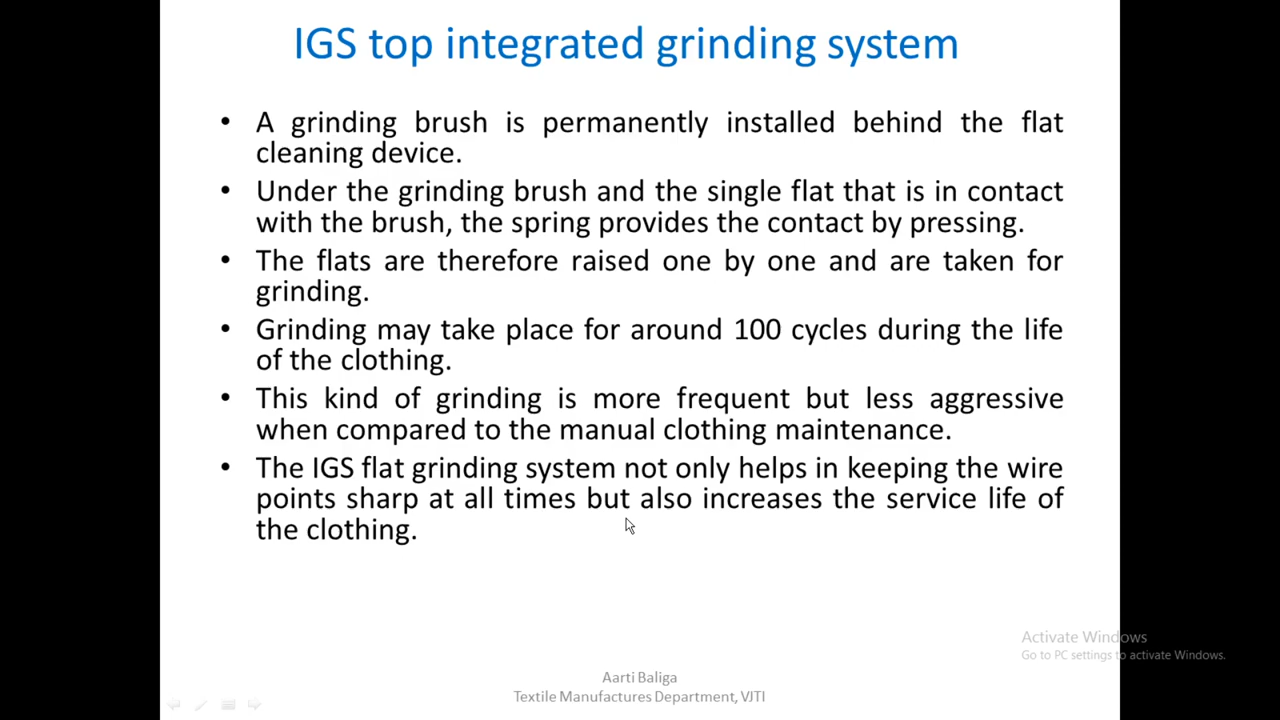 IGS top integrated grinding system
• A grinding brush is permanently installed behind the flat
cleaning device.
• Under the grinding brush and the single flat that is in contact
with the brush, the spring provides the contact by pressing.
• The flats are therefore raised one by one and are taken for
grinding.
• Grinding may take place for around 100 cycles during the life
of the clothing.
• This kind of grinding is more frequent but less aggressive
when compared to the manual clothing maintenance.
• The IGS flat grinding system not only helps in keeping the wire
points sharp at all times but also increases the service life of
the clothing.
Activate Windows
Go to PC settings to activate Windows.
Aarti Baliga
Textile Manufactures Department, VJTI